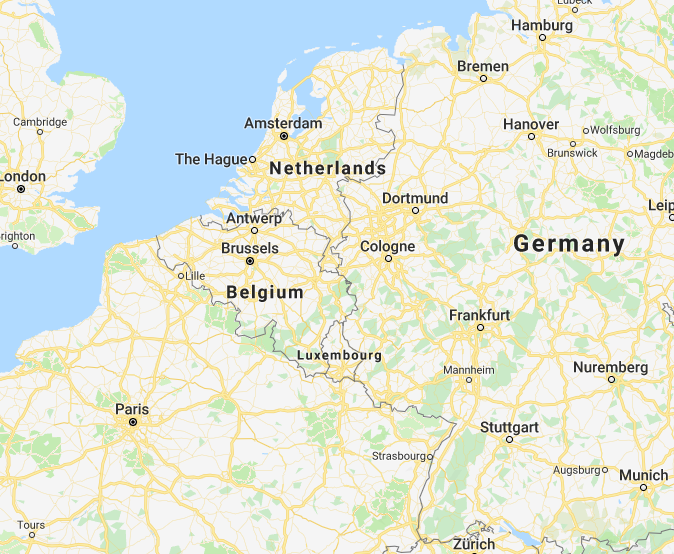 Lubeck
Hamburg
Bremen
Cambridge
Amsterdam
Hanover
Wolfsburg
Brunswick
Magdeb
The Hague
Netherlands
London
Dortmund
Leip
Antwerp
righton
Brussels
Cologne
Germany
Lille
Belgium
Frankfurt
Luxembourg
Mannheim
Nuremberg
Paris
Stuttgart
Strasbourg
Augsburg
Munich
Tours
Zürich